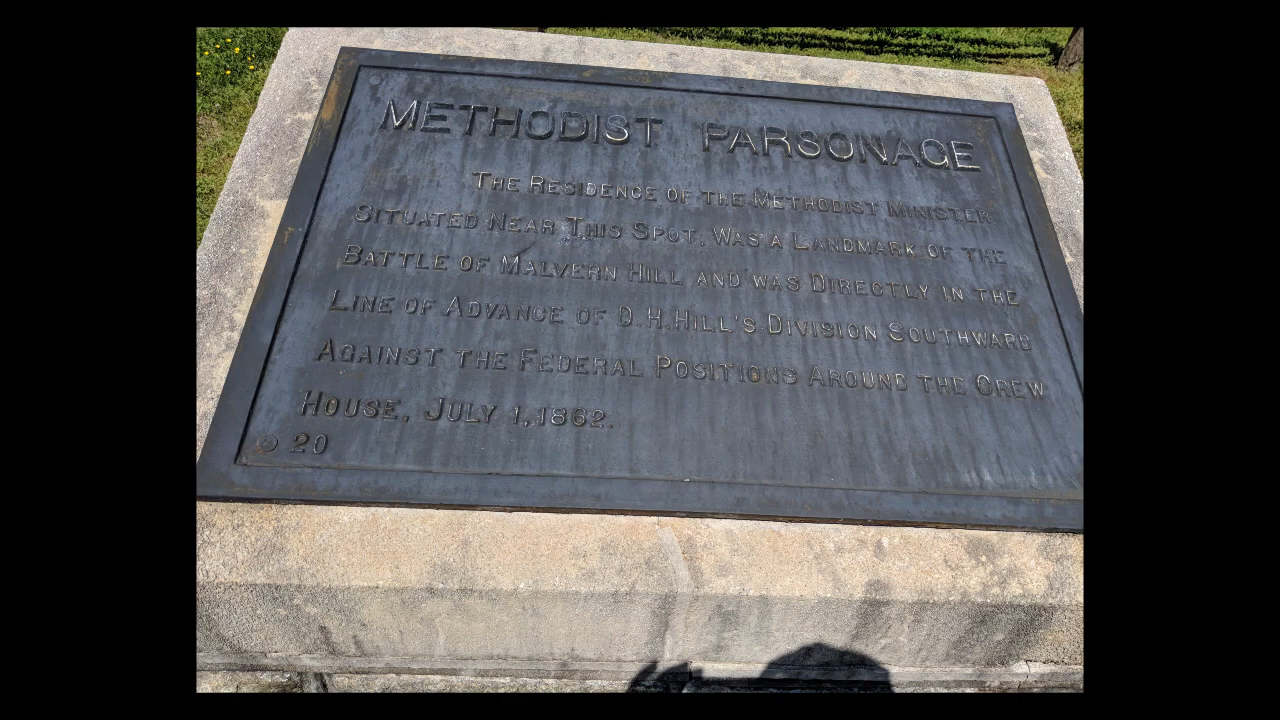 METHODIST PARSONAGE
THE RESIDENCE OF THE METHODIST MINISTER
SITUATED NEAR THIS SPOT, WAS A LANDMARK OF THE
BATTLE OF MALVERN HILL AND WAS DIRECTLY IN THE
LINE OF ADVANCE OF D.H.HILL'S DIVISION SOUTHWARD
AGAINST THE FEDERAL POSITIONS AROUND THE CREW
HOUSE, JULY 1, 1862.
20